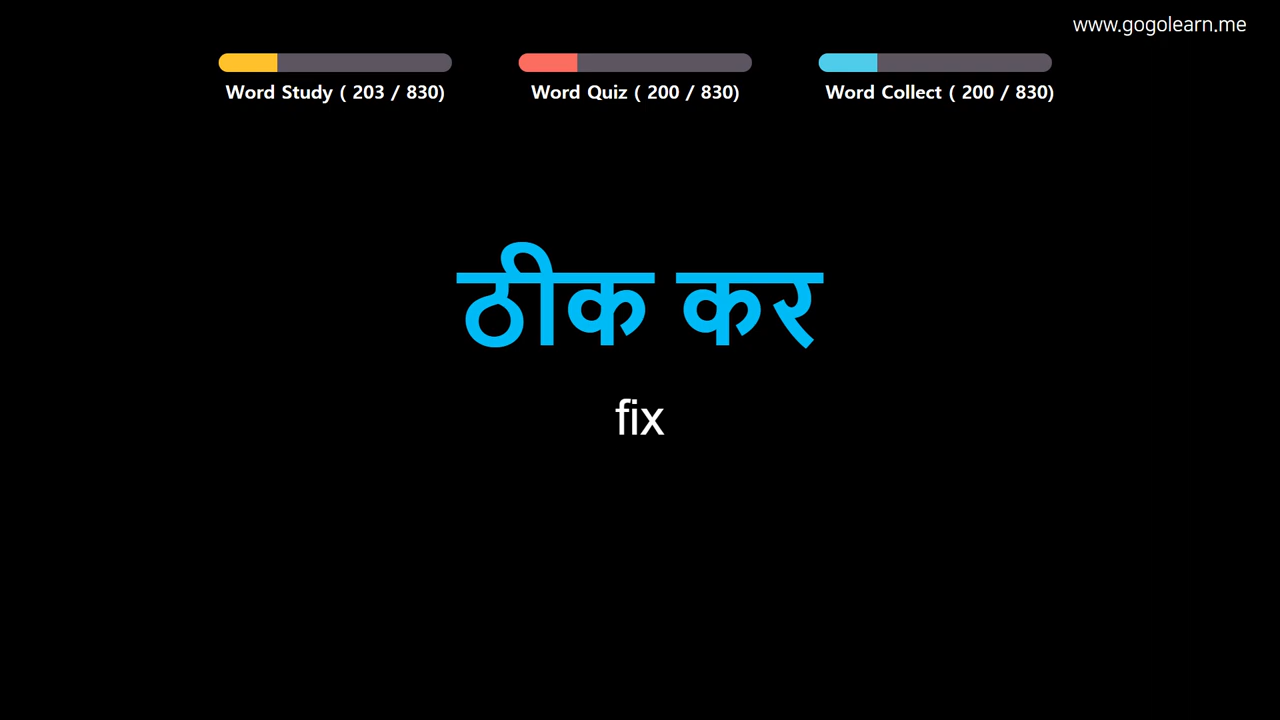 www.gogolearn.me
Word Study ( 203 / 830)
Word Quiz ( 200 / 830)
Word Collect ( 200 / 830)
ठीक कर
fix